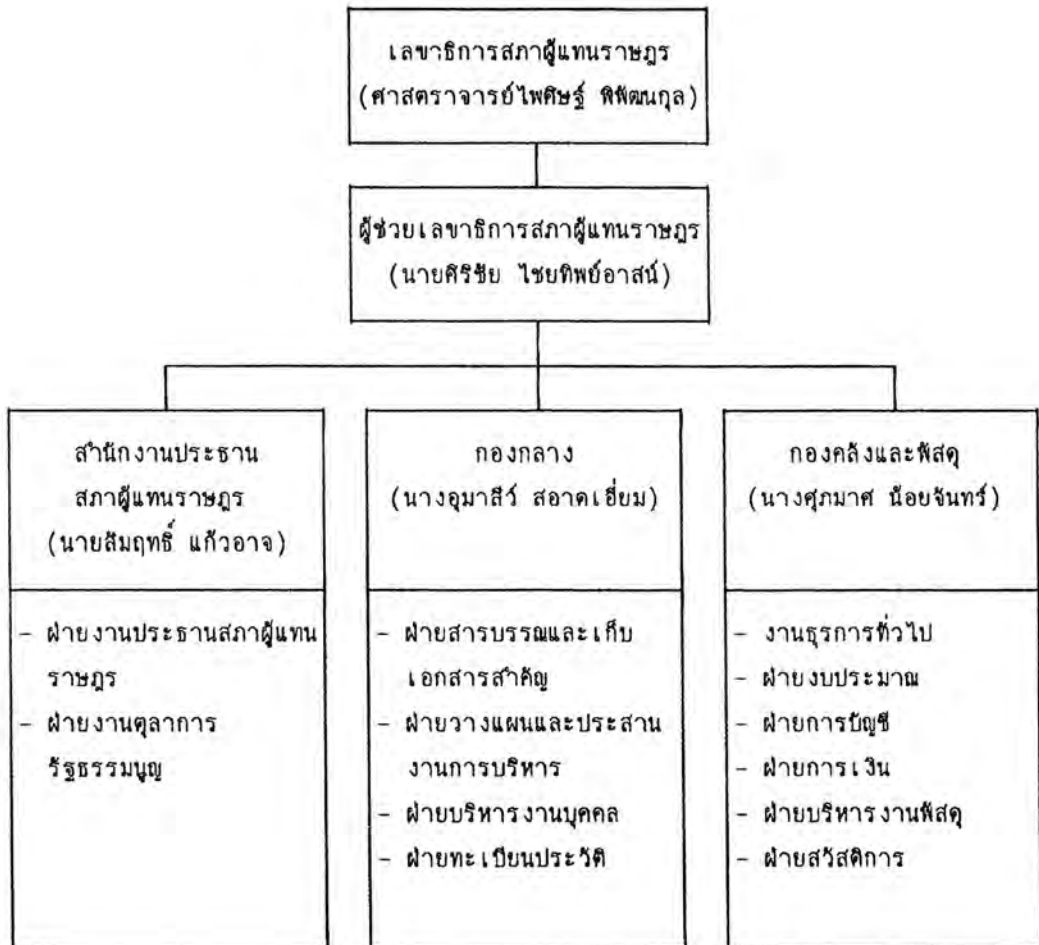 เลขาธิการสภาผู้แทนราษฎร
(ศาสตราจารย์ไพศิษฐ์ พิพัฒนกุล)
ผู้ช่วยเลขาธิการสภาผู้แทนราษฎร
(นายศิริชัย ไชยทิพย์อาสน์)
สำนักงานประธาน
สภาผู้แทนราษฎร
(นายสัมฤทธิ์ แก้วอาจ)
- ฝ่ายงานประธานสภาผู้แทน
ราษฎร
- ฝ่ายงานตุลาการ
รัฐธรรมนูญ
กองกลาง
(นางอุมาสีว์ สอาดเอี่ยม)
- ฝ่ายสารบรรณและเก็บ
เอกสารสำคัญ
- ฝ่ายวางแผนและประสาน
งานการบริหาร
- ฝ่ายบริหารงานบุคคล
- ฝ่ายทะเบียนประวัติ
กองคลังและพัสดุ
(นางศุภมาศ น้อยจันทร์)
- งานธุรการทั่วไป
- ฝ่ายงบประมาณ
- ฝ่ายการบัญชี
- ฝ่ายการเงิน
- ฝ่ายบริหารงานพัสดุ
- ฝ่ายสวัสดิการ